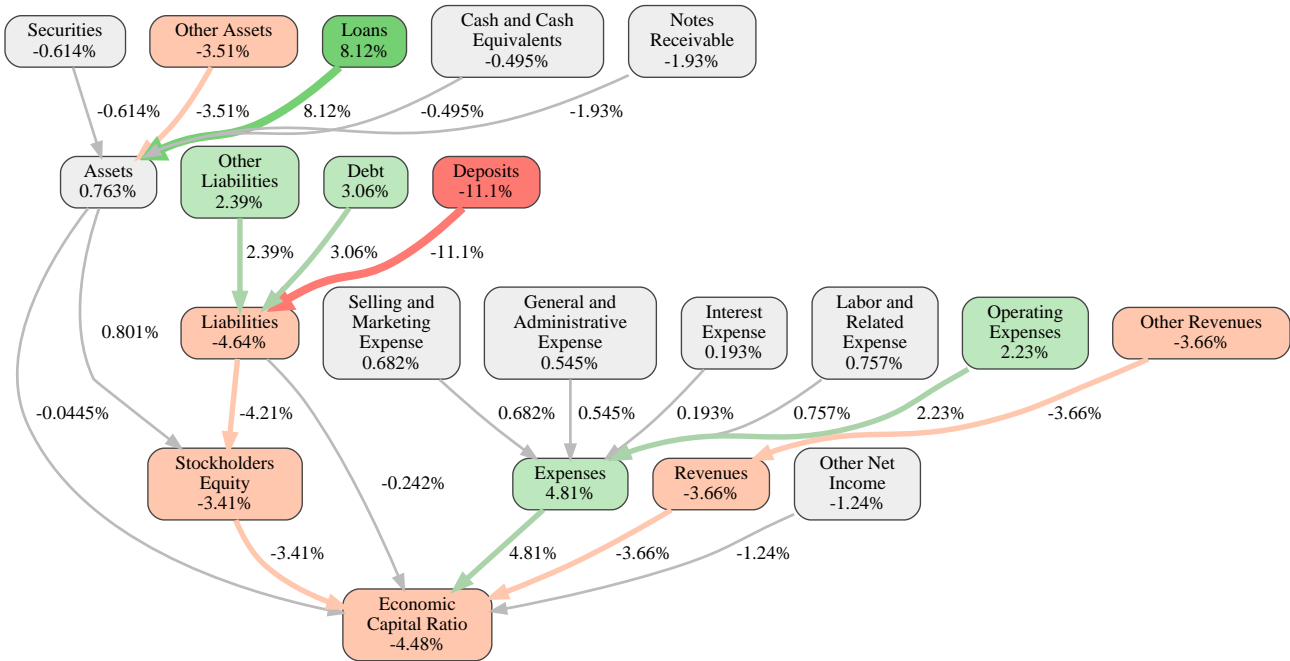 Securities
-0.614%
Other Assets
-3.51%
Loans
8.12%
Cash and Cash
Equivalents
-0.495%
Notes
Receivable
-1.93%
-0.614%
-3.51%
8.12%
-0.495%
-1.93%
Assets
0.763%
Other
Liabilities
2.39%
Debt
3.06%
Deposits
-11.1%
2.39%
3.06%
-11.1%
0.801%
Liabilities
-4.64%
Selling and
Marketing
Expense
0.682%
General and
Administrative
Expense
0.545%
Interest
Expense
0.193%
Labor and
Related
Expense
0.757%
Operating
Expenses
2.23%
Other Revenues
-3.66%
-0.0445%
-4.21%
0.682%
0.545%
0.193%
0.757%
2.23%
-3.66%
Stockholders
Equity
-3.41%
-0.242%
Expenses
4.81%
Revenues
-3.66%
Other Net
Income
-1.24%
-3.41%
4.81%
-3.66%
-1.24%
Economic
Capital Ratio
-4.48%